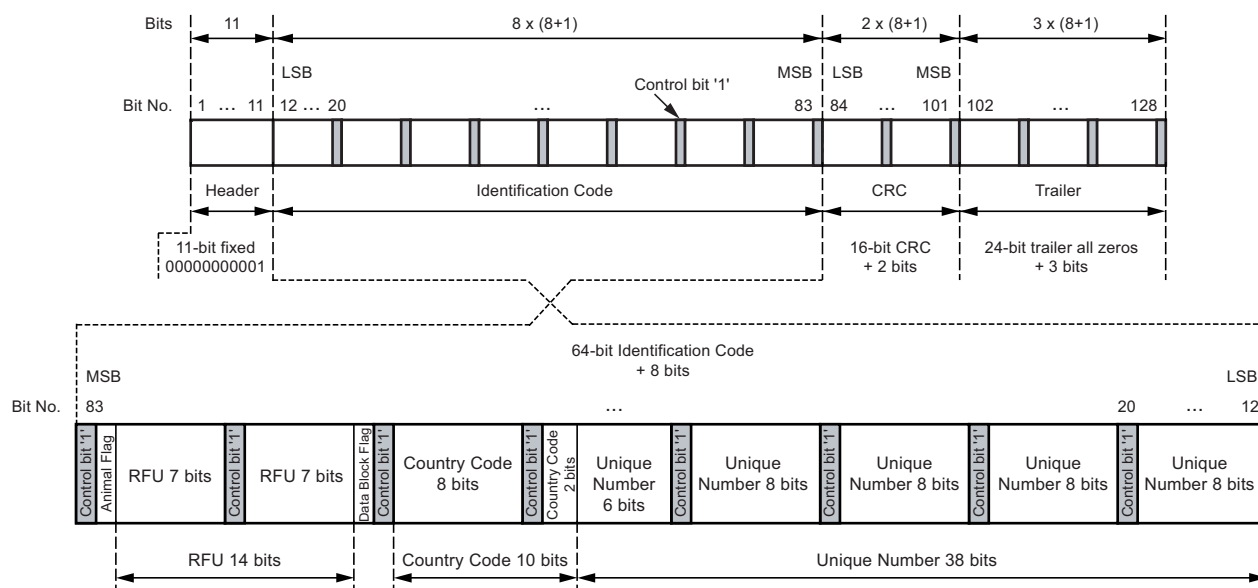 Bits 11 8 x (8+1) 2 x (8+1) 3 x (8+1)
LSB MSB LSB MSB
Control bit '1'
Bit No. 1 ... 11 12 ... 20 ... 83 84 ... 101 102 ... 128
Header Identification Code CRC Trailer
11-bit fixed
00000000001
16-bit CRC
+ 2 bits
24-bit trailer all zeros
+ 3 bits
64-bit Identification Code
+ 8 bits
MSB LSB
Bit No. 83 ... 20 ... 12
Control bit '1'
Animal Flag
RFU 7 bits
Control bit '1'
RFU 7 bits
Data Block Flag
Control bit '1'
Country Code
8 bits
Control bit '1'
Country Code
2 bits
Unique
Number
6 bits
Control bit '1'
Unique
Number 8 bits
Control bit '1'
Unique
Number 8 bits
Control bit '1'
Unique
Number 8 bits
Control bit '1'
Unique
Number 8 bits
RFU 14 bits Country Code 10 bits Unique Number 38 bits